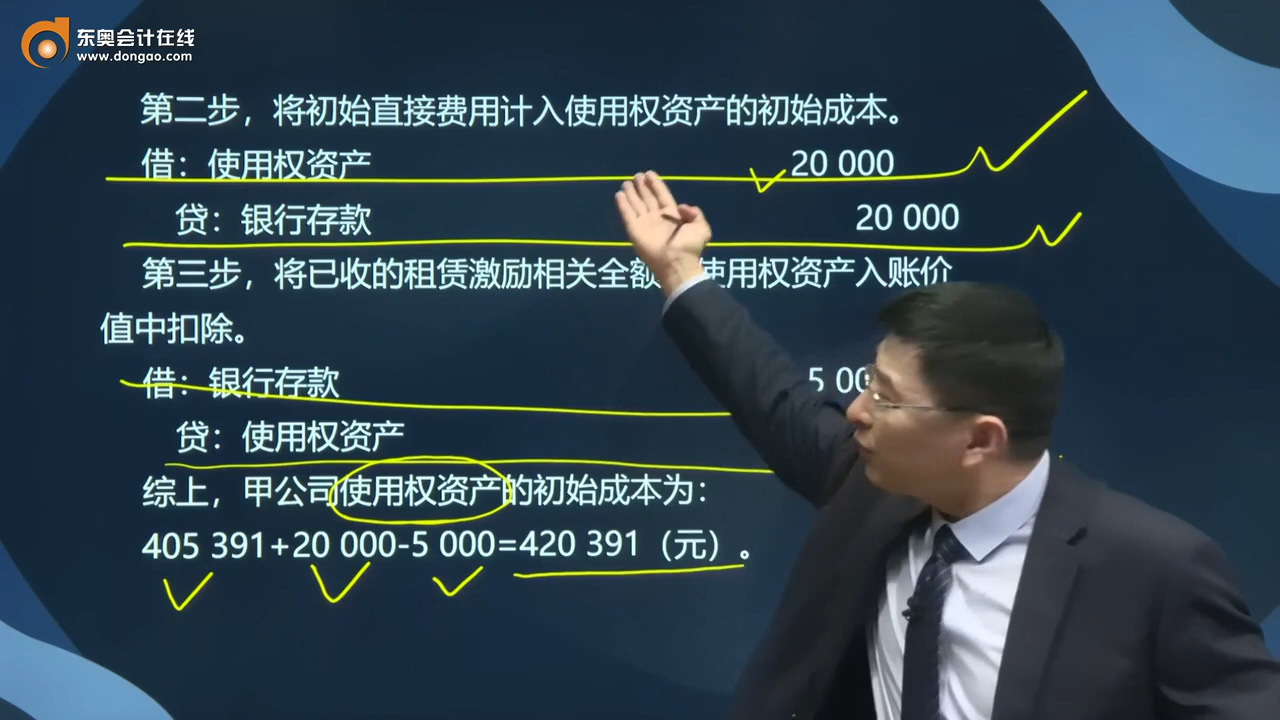 东奥会计在线
www.dongao.com
第二步，将初始直接费用计入使用权资产的初始成本。
借：使用权资产 20 000
贷：银行存款 20 000
第三步，将已收的租赁激励相关全额 使用权资产入账价
值中扣除。
借：银行存款 5 00
贷：使用权资产
综上，甲公司使用权资产的初始成本为：
405 391+20 000-5 000=420 391（元）。